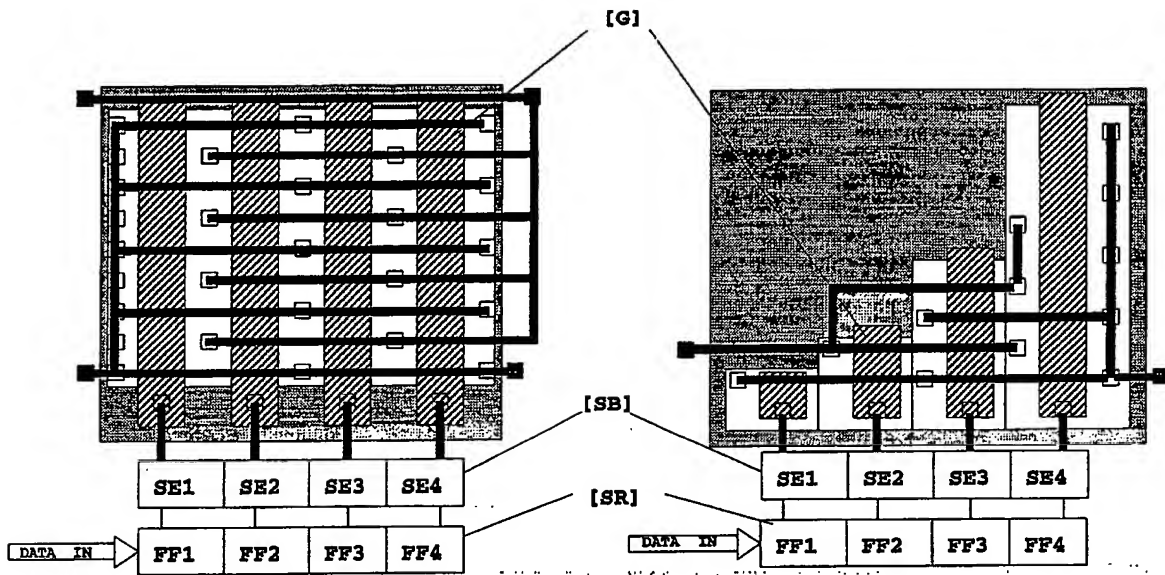 [G]
[SB]
SE1 SE2 SE3 SE4
SE1 SE2 SE3 SE4
[SR]
DATA IN FF1 FF2 FF3 FF4
DATA IN FF1 FF2 FF3 FF4